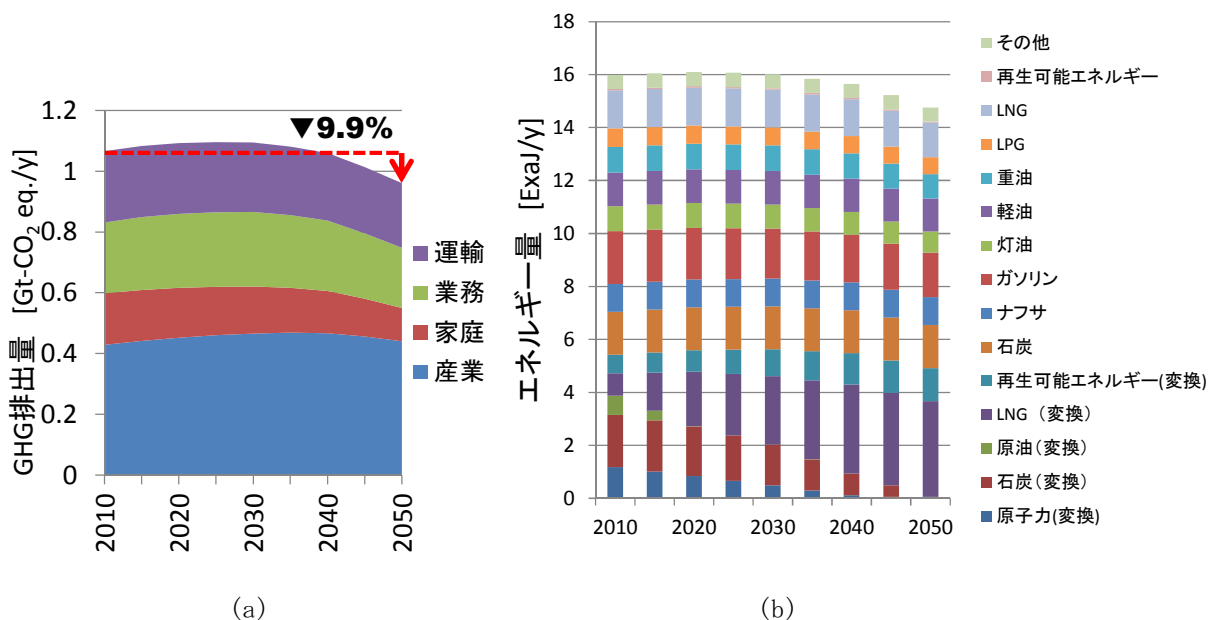 GHG排出量 [Gt-CO2 eq./y]
1.2
1
0.8
0.6
0.4
0.2
0
▼9.9%
運輸
業務
家庭
産業
2010
2020
2030
2040
2050
(a)
エネルギー量 [ExaJ/y]
18
16
14
12
10
8
6
4
2
0
2010
2020
2030
2040
2050
その他
再生可能エネルギー
LNG
LPG
重油
軽油
灯油
ガソリン
ナフサ
石炭
再生可能エネルギー(変換)
LNG（変換）
原油（変換）
石炭（変換）
原子力(変換)
(b)